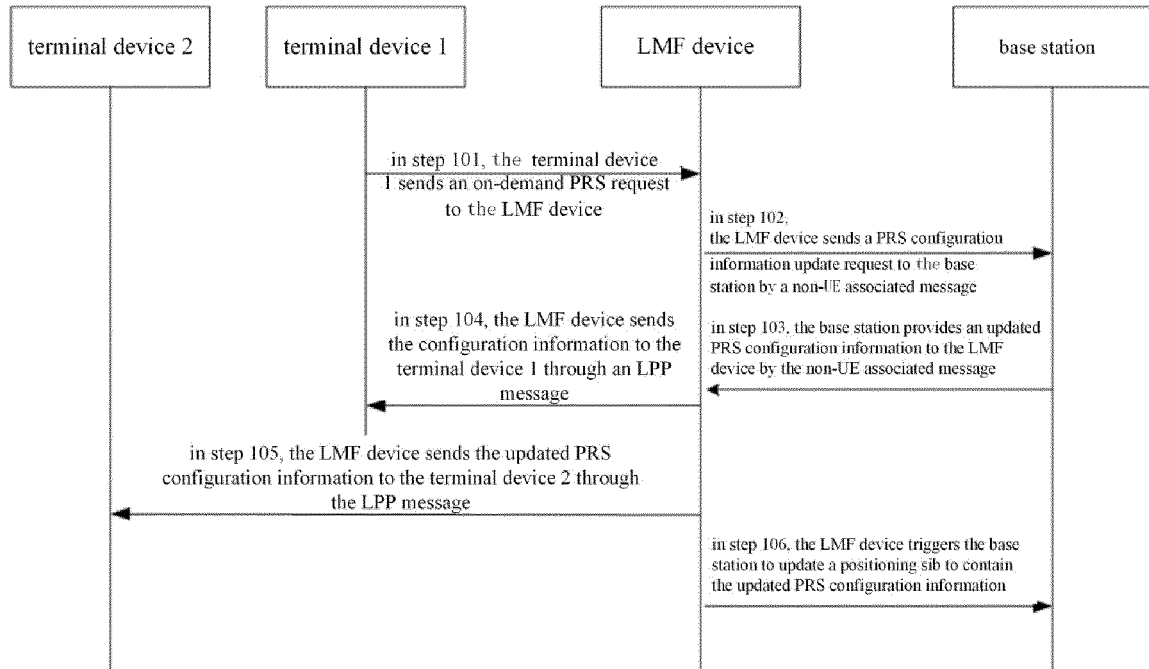 terminal device 2
terminal device 1
LMF device
base station
in step 101, the terminal device
1 sends an on-demand PRS request
to the LMF device
in step 102,
the LMF device sends a PRS configuration
information update request to the base
station by a non-UE associated message
in step 103, the base station provides an updated
PRS configuration information to the LMF
device by the non-UE associated message
in step 104, the LMF device sends
the configuration information to the
terminal device 1 through an LPP
message
in step 105, the LMF device sends the updated PRS
configuration information to the terminal device 2 through
the LPP message
in step 106, the LMF device triggers the base
station to update a positioning sib to contain
the updated PRS configuration information